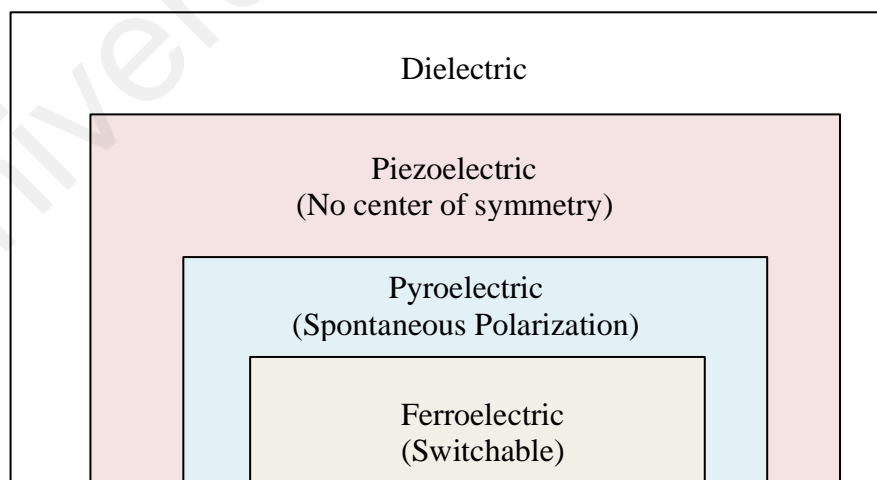 Dielectric
Piezoelectric
(No center of symmetry)
Pyroelectric
(Spontaneous Polarization)
Ferroelectric
(Switchable)